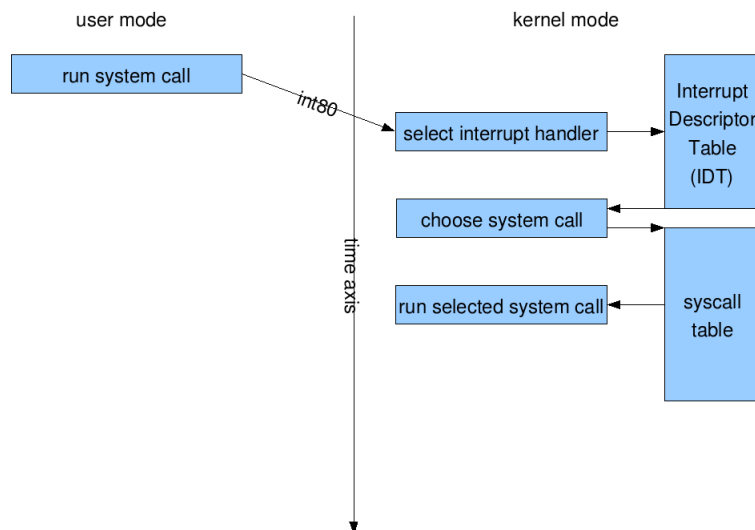 user mode
kernel mode
run system call
int80
select interrupt handler
Interrupt
Descriptor
Table
(IDT)
choose system call
time axis
run selected system call
syscall
table